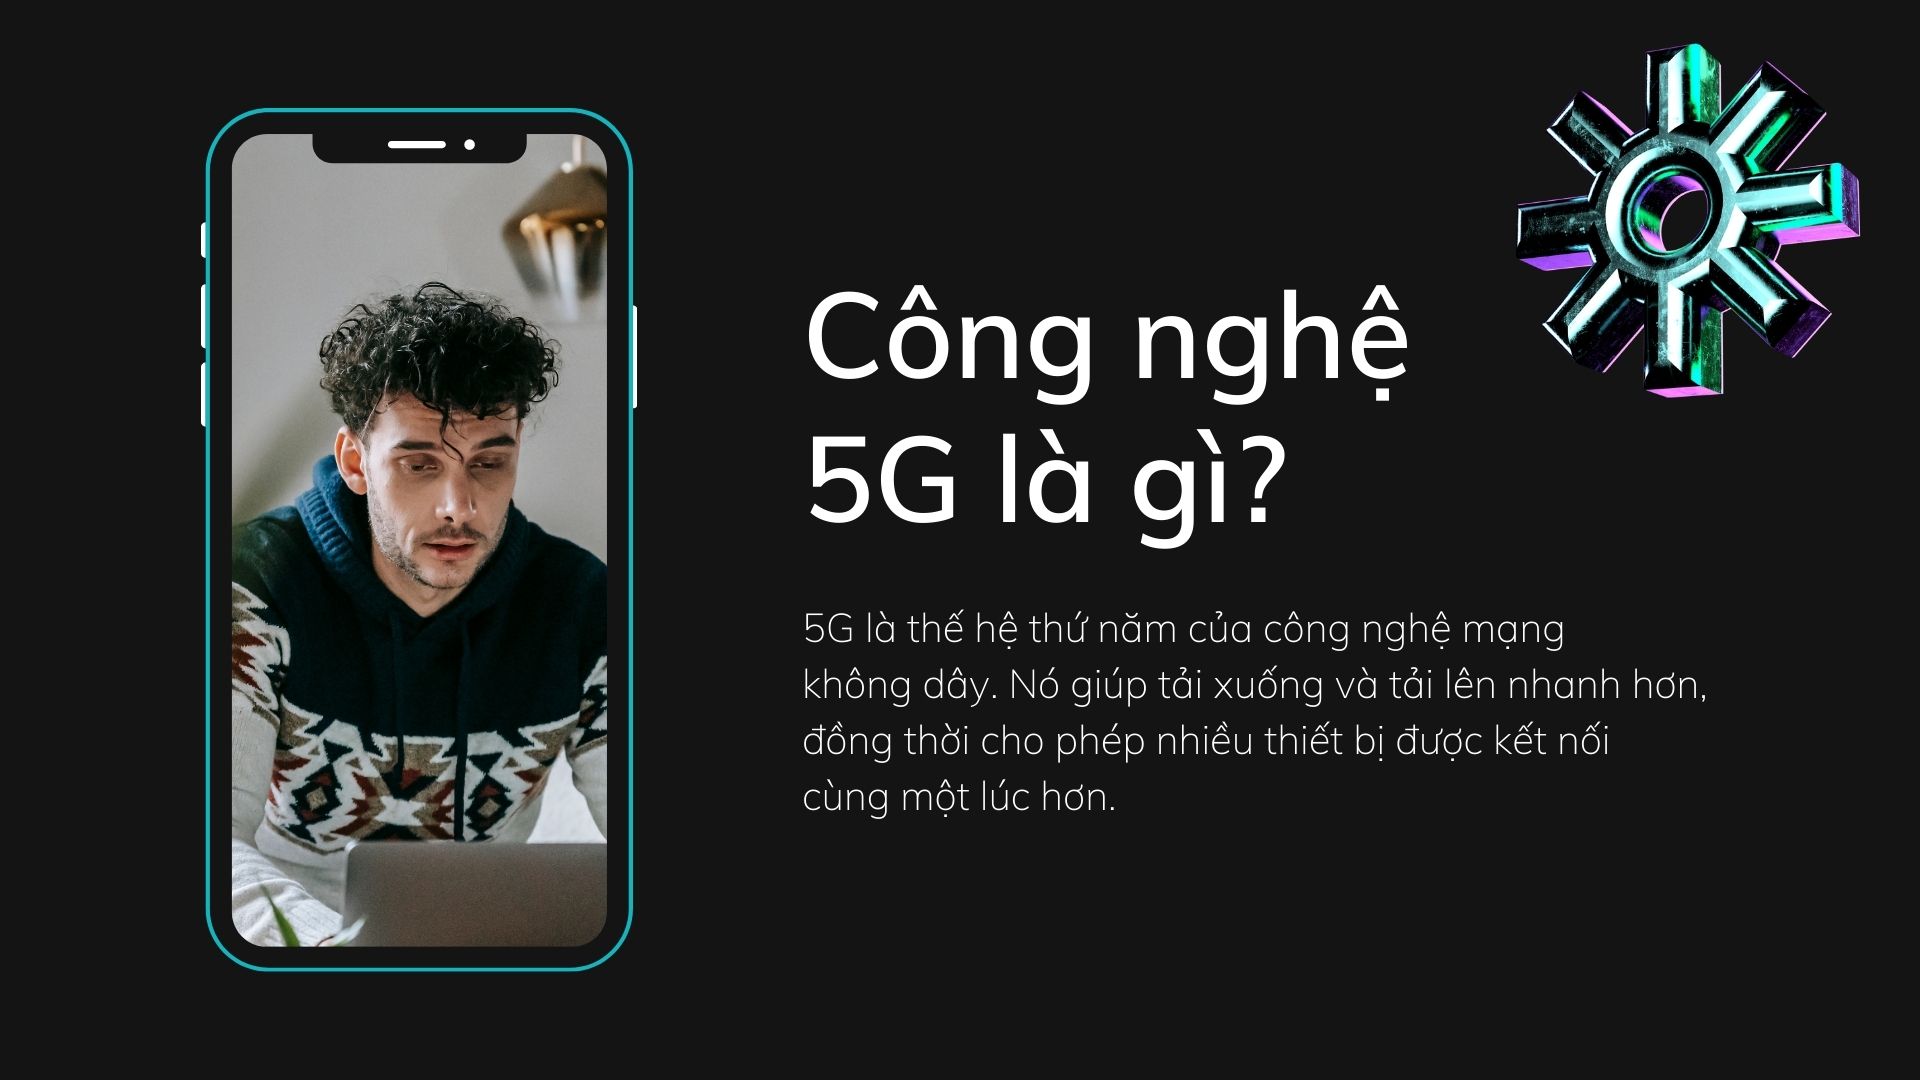 Công nghệ
5G là gì?
5G là thế hệ thứ năm của công nghệ mạng
không dây. Nó giúp tải xuống và tải lên nhanh hơn,
đồng thời cho phép nhiều thiết bị được kết nối
cùng một lúc hơn.